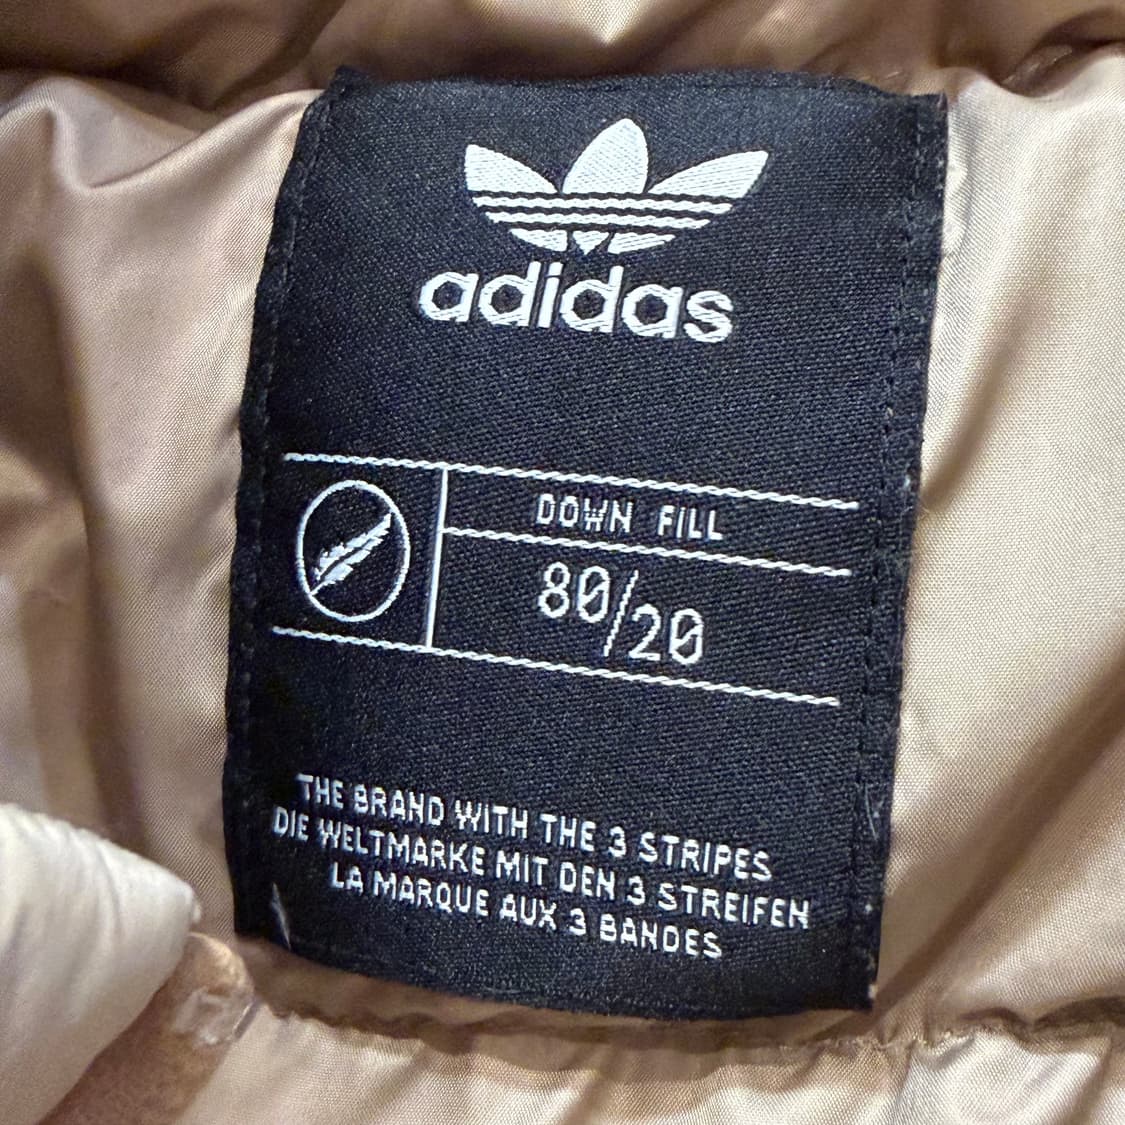 adidas
DOWN FILL
80/20
THE BRAND WITH THE 3 STRIPES
DIE WELTMARKE MIT DEN 3 STREIFEN
LA MARQUE AUX 3 BANDES